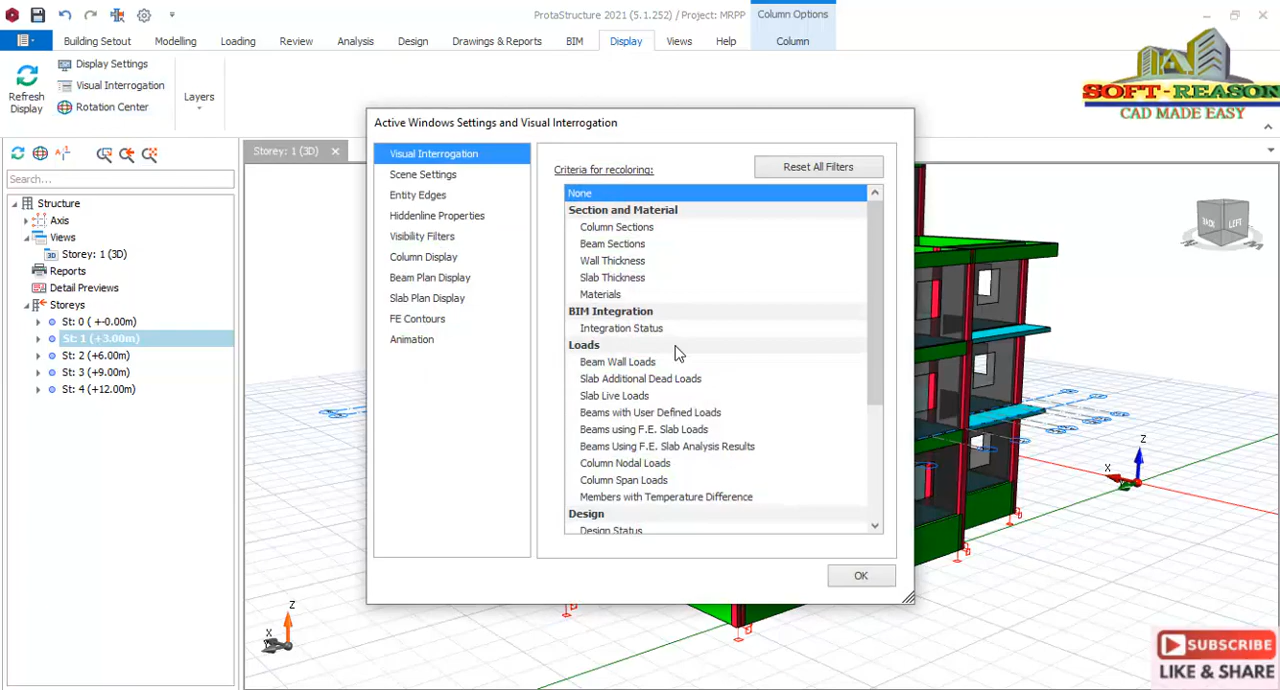 ProtaStructure 2021 (5.1.252) / Project: MRPP
Column Options
Building Setout
Modelling
Loading
Review
Analysis
Design
Drawings & Reports
BIM
Display
Views
Help
Column
Refresh
Display
Display Settings
Visual Interrogation
Rotation Center
Layers
SOFT-REASON
CAD MADE EASY
Storey: 1 (3D)
Search...
Structure
Axis
Views
Storey: 1 (3D)
Reports
Detail Previews
Storeys
St: 0 ( +-0.00m)
St: 1 (+3.00m)
St: 2 (+6.00m)
St: 3 (+9.00m)
St: 4 (+12.00m)
Active Windows Settings and Visual Interrogation
Visual Interrogation
Scene Settings
Entity Edges
Hiddenline Properties
Visibility Filters
Column Display
Beam Plan Display
Slab Plan Display
FE Contours
Animation
Criteria for recoloring:
Reset All Filters
None
Section and Material
Column Sections
Beam Sections
Wall Thickness
Slab Thickness
Materials
BIM Integration
Integration Status
Loads
Beam Wall Loads
Slab Additional Dead Loads
Slab Live Loads
Beams with User Defined Loads
Beams using F.E. Slab Loads
Beams Using F.E. Slab Analysis Results
Column Nodal Loads
Column Span Loads
Members with Temperature Difference
Design
Design Status
OK
BACK
LEFT
Z
X
Z
X
SUBSCRIBE
LIKE & SHARE